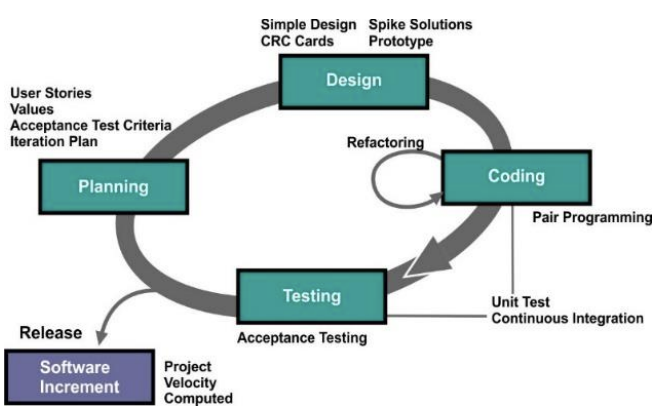 Simple Design
CRC Cards
Spike Solutions
Prototype
Design
User Stories
Values
Acceptance Test Criteria
Iteration Plan
Planning
Refactoring
Coding
Pair Programming
Testing
Acceptance Testing
Unit Test
Continuous Integration
Release
Software
Increment
Project
Velocity
Computed